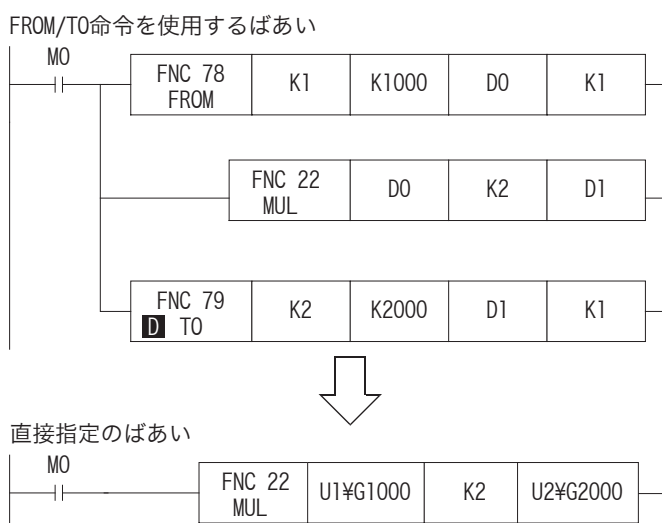 FROM/TO命令を使用するばあい
M0
FNC 78 K1 K1000 D0 K1
FROM
FNC 22 D0 K2 D1
MUL
FNC 79 K2 K2000 D1 K1
D TO
直接指定のばあい
M0
FNC 22 U1¥G1000 K2 U2¥G2000
MUL